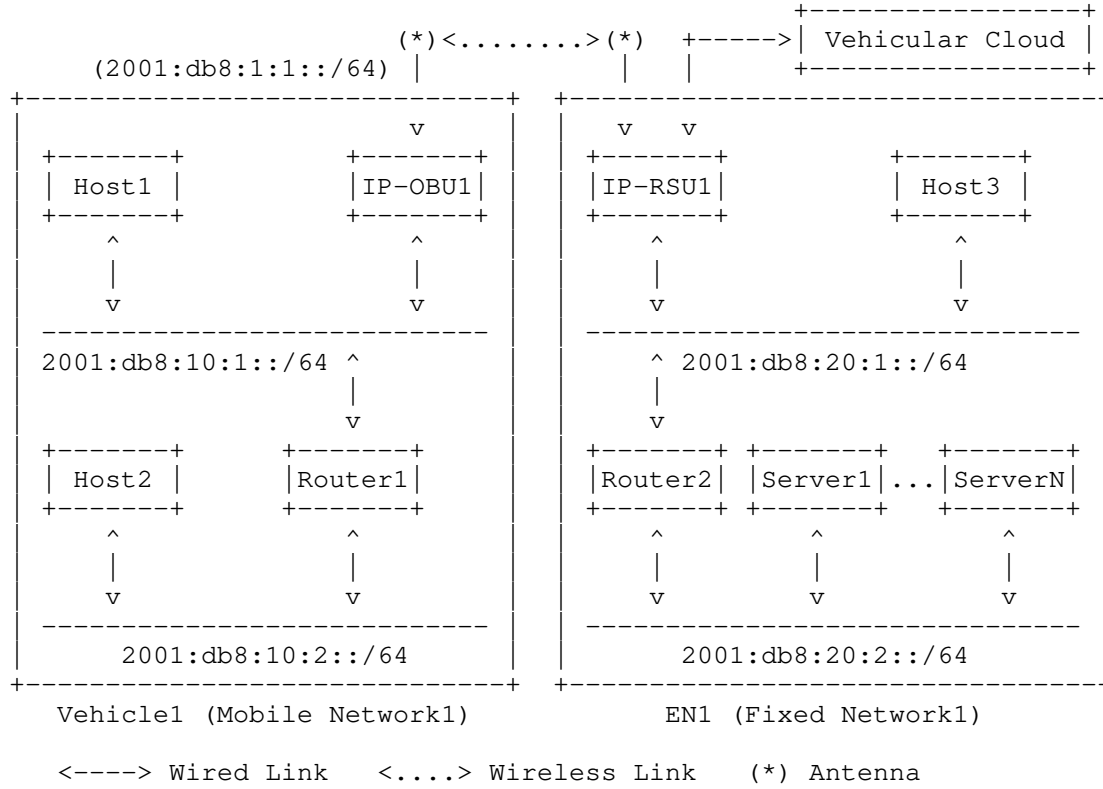 (*)<........>(*) +----->| Vehicular Cloud |
(2001:db8:1:1::/64)
Host1 IP-OBU1 IP-RSU1 Host3
2001:db8:10:1::/64 2001:db8:20:1::/64
Host2 Router1 Router2 Server1 ... ServerN
2001:db8:10:2::/64 2001:db8:20:2::/64
Vehicle1 (Mobile Network1) EN1 (Fixed Network1)
<----> Wired Link <....> Wireless Link (*) Antenna